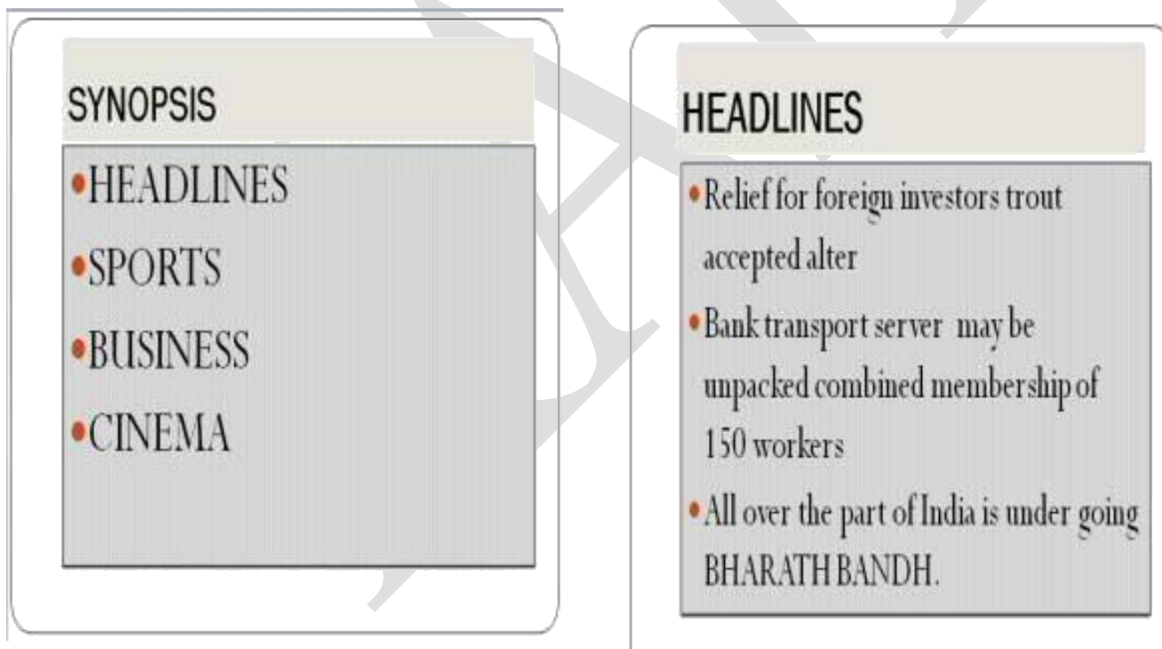 SYNOPSIS
•HEADLINES
•SPORTS
•BUSINESS
•CINEMA
HEADLINES
•Relief for foreign investors trout
accepted alter
•Bank transport server may be
unpacked combined membership of
150 workers
•All over the part of India is under going
BHARATH BANDH.